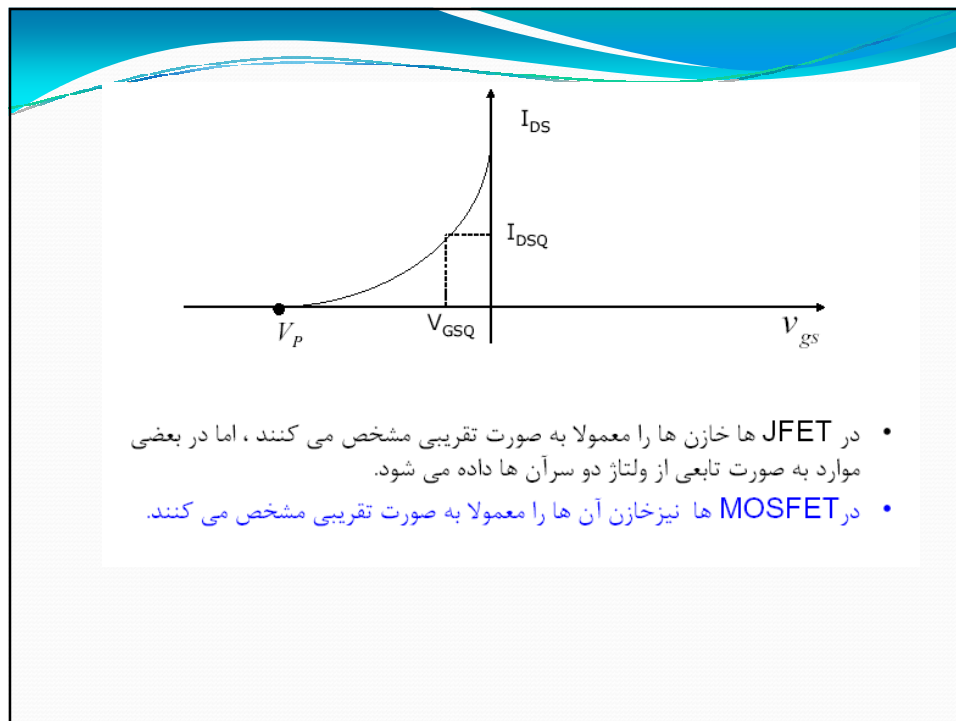 I_DS
I_DSQ
V_P
V_GSQ
v_gs
• در JFET ها خازن ها را معمولا به صورت تقریبی مشخص می کنند ، اما در بعضی
موارد به صورت تابعی از ولتاژ دو سرآن ها داده می شود.
• درMOSFET ها نیزخازن آن ها را معمولا به صورت تقریبی مشخص می کنند.